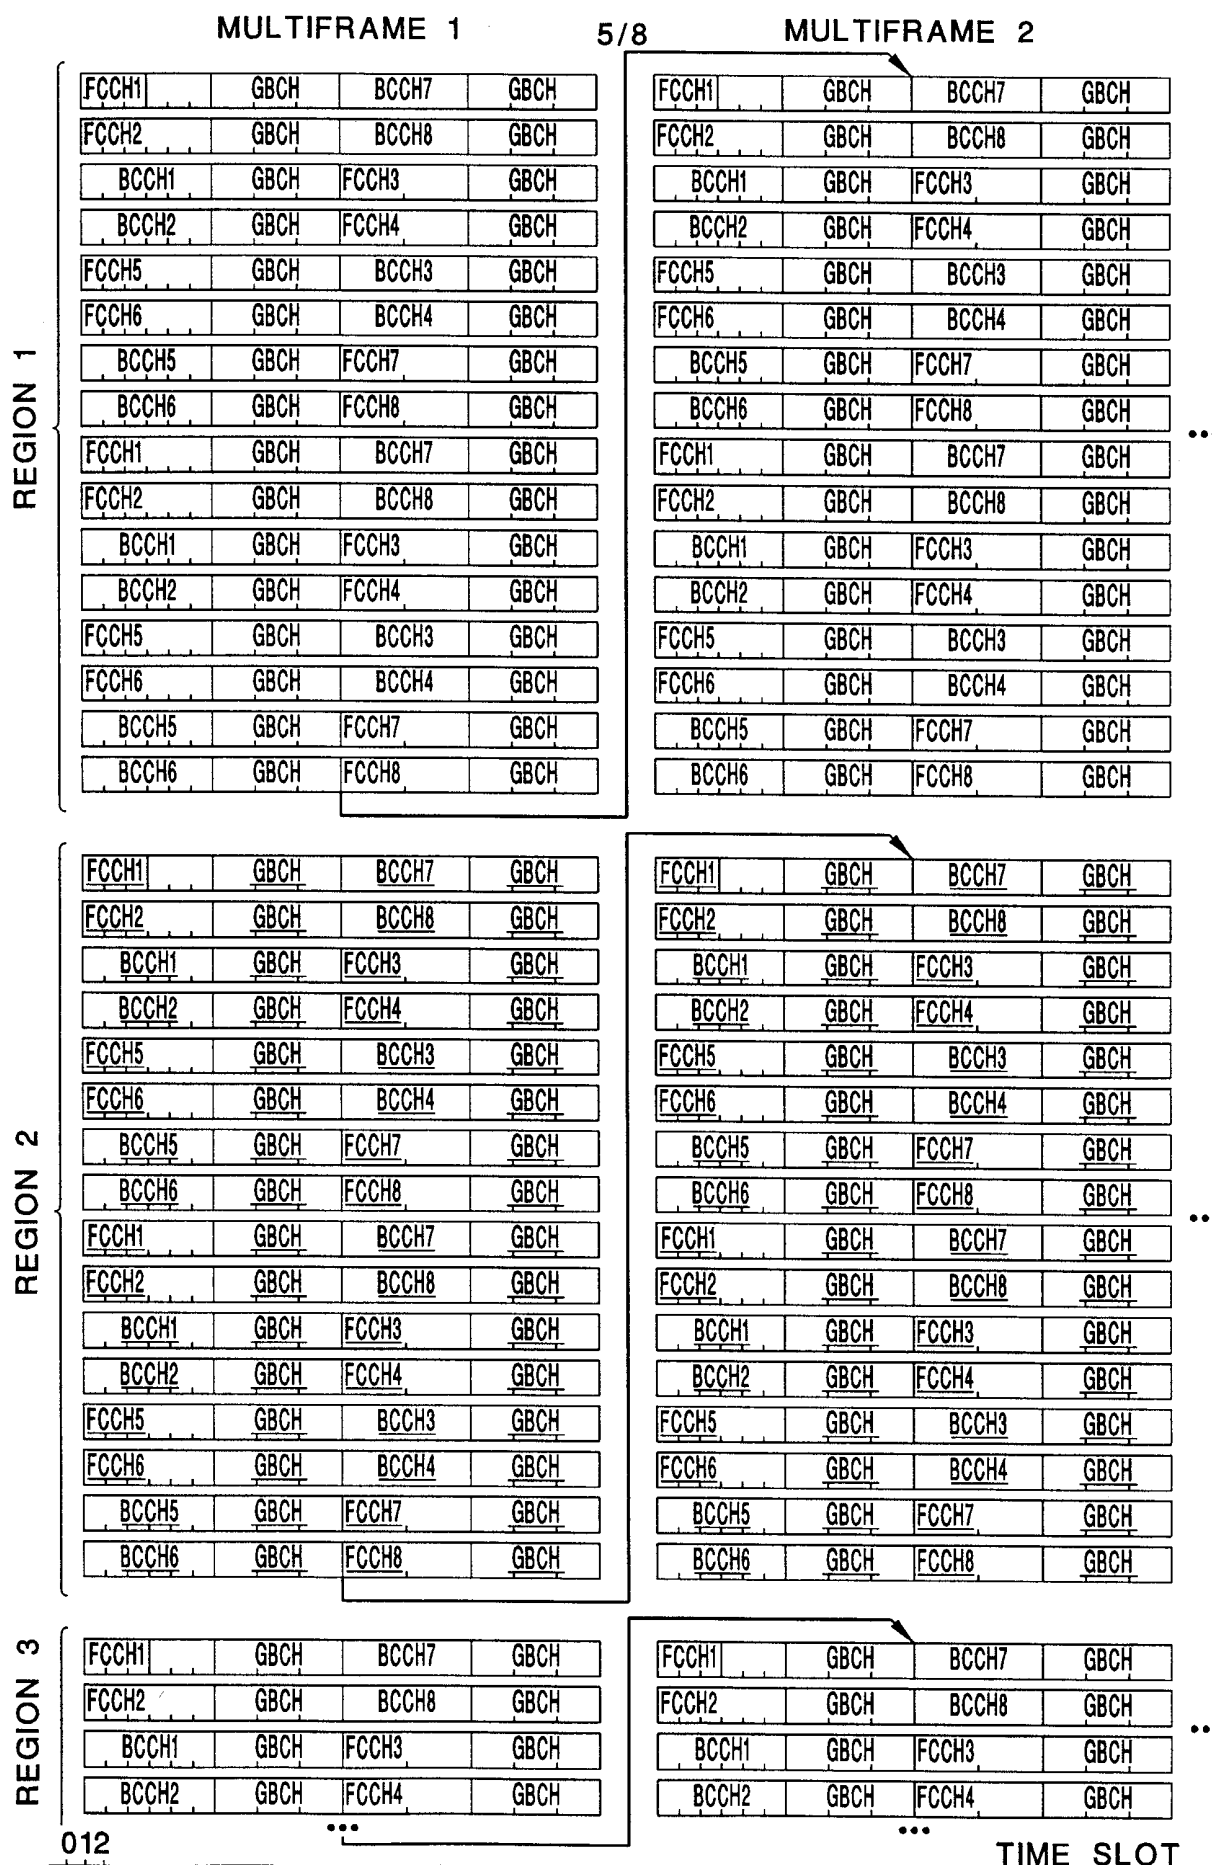 MULTIFRAME 1 5/8 MULTIFRAME 2
REGION 1
FCCH1 GBCH BCCH7 GBCH FCCH1 GBCH BCCH7 GBCH
FCCH2 GBCH BCCH8 GBCH FCCH2 GBCH BCCH8 GBCH
BCCH1 GBCH FCCH3 GBCH BCCH1 GBCH FCCH3 GBCH
BCCH2 GBCH FCCH4 GBCH BCCH2 GBCH FCCH4 GBCH
FCCH5 GBCH BCCH3 GBCH FCCH5 GBCH BCCH3 GBCH
FCCH6 GBCH BCCH4 GBCH FCCH6 GBCH BCCH4 GBCH
BCCH5 GBCH FCCH7 GBCH BCCH5 GBCH FCCH7 GBCH
BCCH6 GBCH FCCH8 GBCH BCCH6 GBCH FCCH8 GBCH
FCCH1 GBCH BCCH7 GBCH FCCH1 GBCH BCCH7 GBCH
FCCH2 GBCH BCCH8 GBCH FCCH2 GBCH BCCH8 GBCH
BCCH1 GBCH FCCH3 GBCH BCCH1 GBCH FCCH3 GBCH
BCCH2 GBCH FCCH4 GBCH BCCH2 GBCH FCCH4 GBCH
FCCH5 GBCH BCCH3 GBCH FCCH5 GBCH BCCH3 GBCH
FCCH6 GBCH BCCH4 GBCH FCCH6 GBCH BCCH4 GBCH
BCCH5 GBCH FCCH7 GBCH BCCH5 GBCH FCCH7 GBCH
BCCH6 GBCH FCCH8 GBCH BCCH6 GBCH FCCH8 GBCH
REGION 2
FCCH1 GBCH BCCH7 GBCH FCCH1 GBCH BCCH7 GBCH
FCCH2 GBCH BCCH8 GBCH FCCH2 GBCH BCCH8 GBCH
BCCH1 GBCH FCCH3 GBCH BCCH1 GBCH FCCH3 GBCH
BCCH2 GBCH FCCH4 GBCH BCCH2 GBCH FCCH4 GBCH
FCCH5 GBCH BCCH3 GBCH FCCH5 GBCH BCCH3 GBCH
FCCH6 GBCH BCCH4 GBCH FCCH6 GBCH BCCH4 GBCH
BCCH5 GBCH FCCH7 GBCH BCCH5 GBCH FCCH7 GBCH
BCCH6 GBCH FCCH8 GBCH BCCH6 GBCH FCCH8 GBCH
FCCH1 GBCH BCCH7 GBCH FCCH1 GBCH BCCH7 GBCH
FCCH2 GBCH BCCH8 GBCH FCCH2 GBCH BCCH8 GBCH
BCCH1 GBCH FCCH3 GBCH BCCH1 GBCH FCCH3 GBCH
BCCH2 GBCH FCCH4 GBCH BCCH2 GBCH FCCH4 GBCH
FCCH5 GBCH BCCH3 GBCH FCCH5 GBCH BCCH3 GBCH
FCCH6 GBCH BCCH4 GBCH FCCH6 GBCH BCCH4 GBCH
BCCH5 GBCH FCCH7 GBCH BCCH5 GBCH FCCH7 GBCH
BCCH6 GBCH FCCH8 GBCH BCCH6 GBCH FCCH8 GBCH
REGION 3
FCCH1 GBCH BCCH7 GBCH FCCH1 GBCH BCCH7 GBCH
FCCH2 GBCH BCCH8 GBCH FCCH2 GBCH BCCH8 GBCH
BCCH1 GBCH FCCH3 GBCH BCCH1 GBCH FCCH3 GBCH
BCCH2 GBCH FCCH4 GBCH BCCH2 GBCH FCCH4 GBCH
... ...
012 TIME SLOT